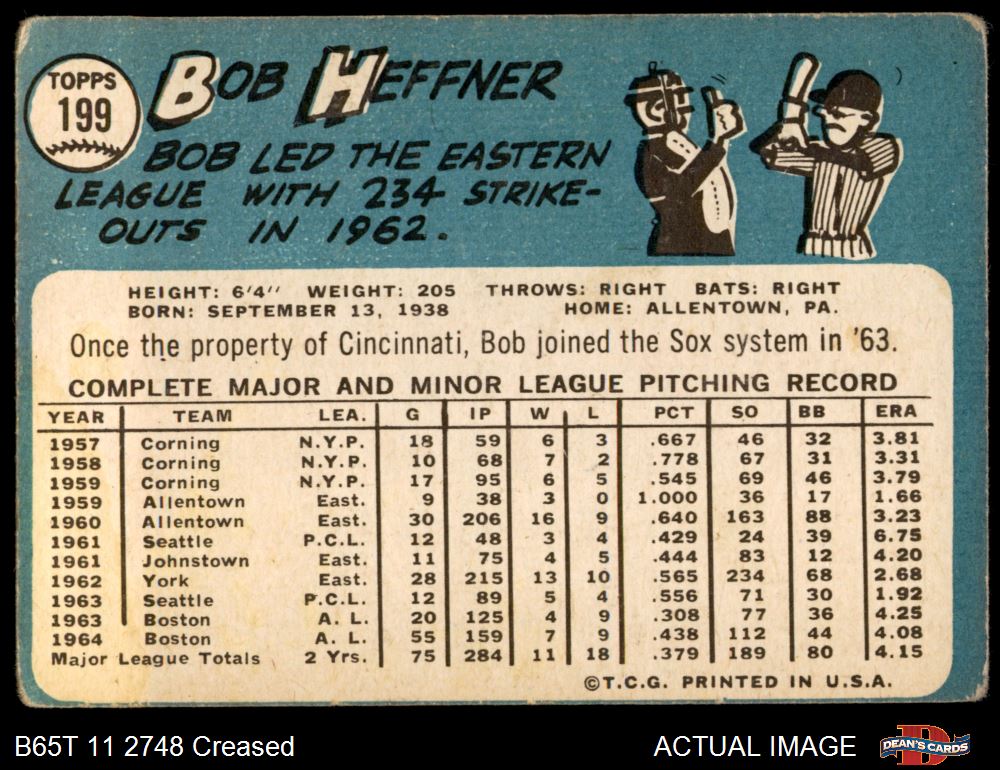 TOPPS
199
BOB HEFFNER
BOB LED THE EASTERN
LEAGUE WITH 234 STRIKE-
OUTS IN 1962.
HEIGHT: 6'4" WEIGHT: 205 THROWS: RIGHT BATS: RIGHT
BORN: SEPTEMBER 13, 1938 HOME: ALLENTOWN, PA.
Once the property of Cincinnati, Bob joined the Sox system in '63.
COMPLETE MAJOR AND MINOR LEAGUE PITCHING RECORD
YEAR TEAM LEA. G IP W L PCT SO BB ERA
1957 Corning N.Y.P. 18 59 6 3 .667 46 32 3.81
1958 Corning N.Y.P. 10 68 7 2 .778 67 31 3.31
1959 Corning N.Y.P. 17 95 6 5 .545 69 46 3.79
1959 Allentown East. 9 38 3 0 1.000 36 17 1.66
1960 Allentown East. 30 206 16 9 .640 163 88 3.23
1961 Seattle P.C.L. 12 48 3 4 .429 24 39 6.75
1961 Johnstown East. 11 75 4 5 .444 83 12 4.20
1962 York East. 28 215 13 10 .565 234 68 2.68
1963 Seattle P.C.L. 12 89 5 4 .556 71 30 1.92
1963 Boston A. L. 20 125 4 9 .308 77 36 4.25
1964 Boston A. L. 55 159 7 9 .438 112 44 4.08
Major League Totals 2 Yrs. 75 284 11 18 .379 189 80 4.15
©T.C.G. PRINTED IN U.S.A.
B65T 11 2748 Creased ACTUAL IMAGE
D
DEAN'S CARDS